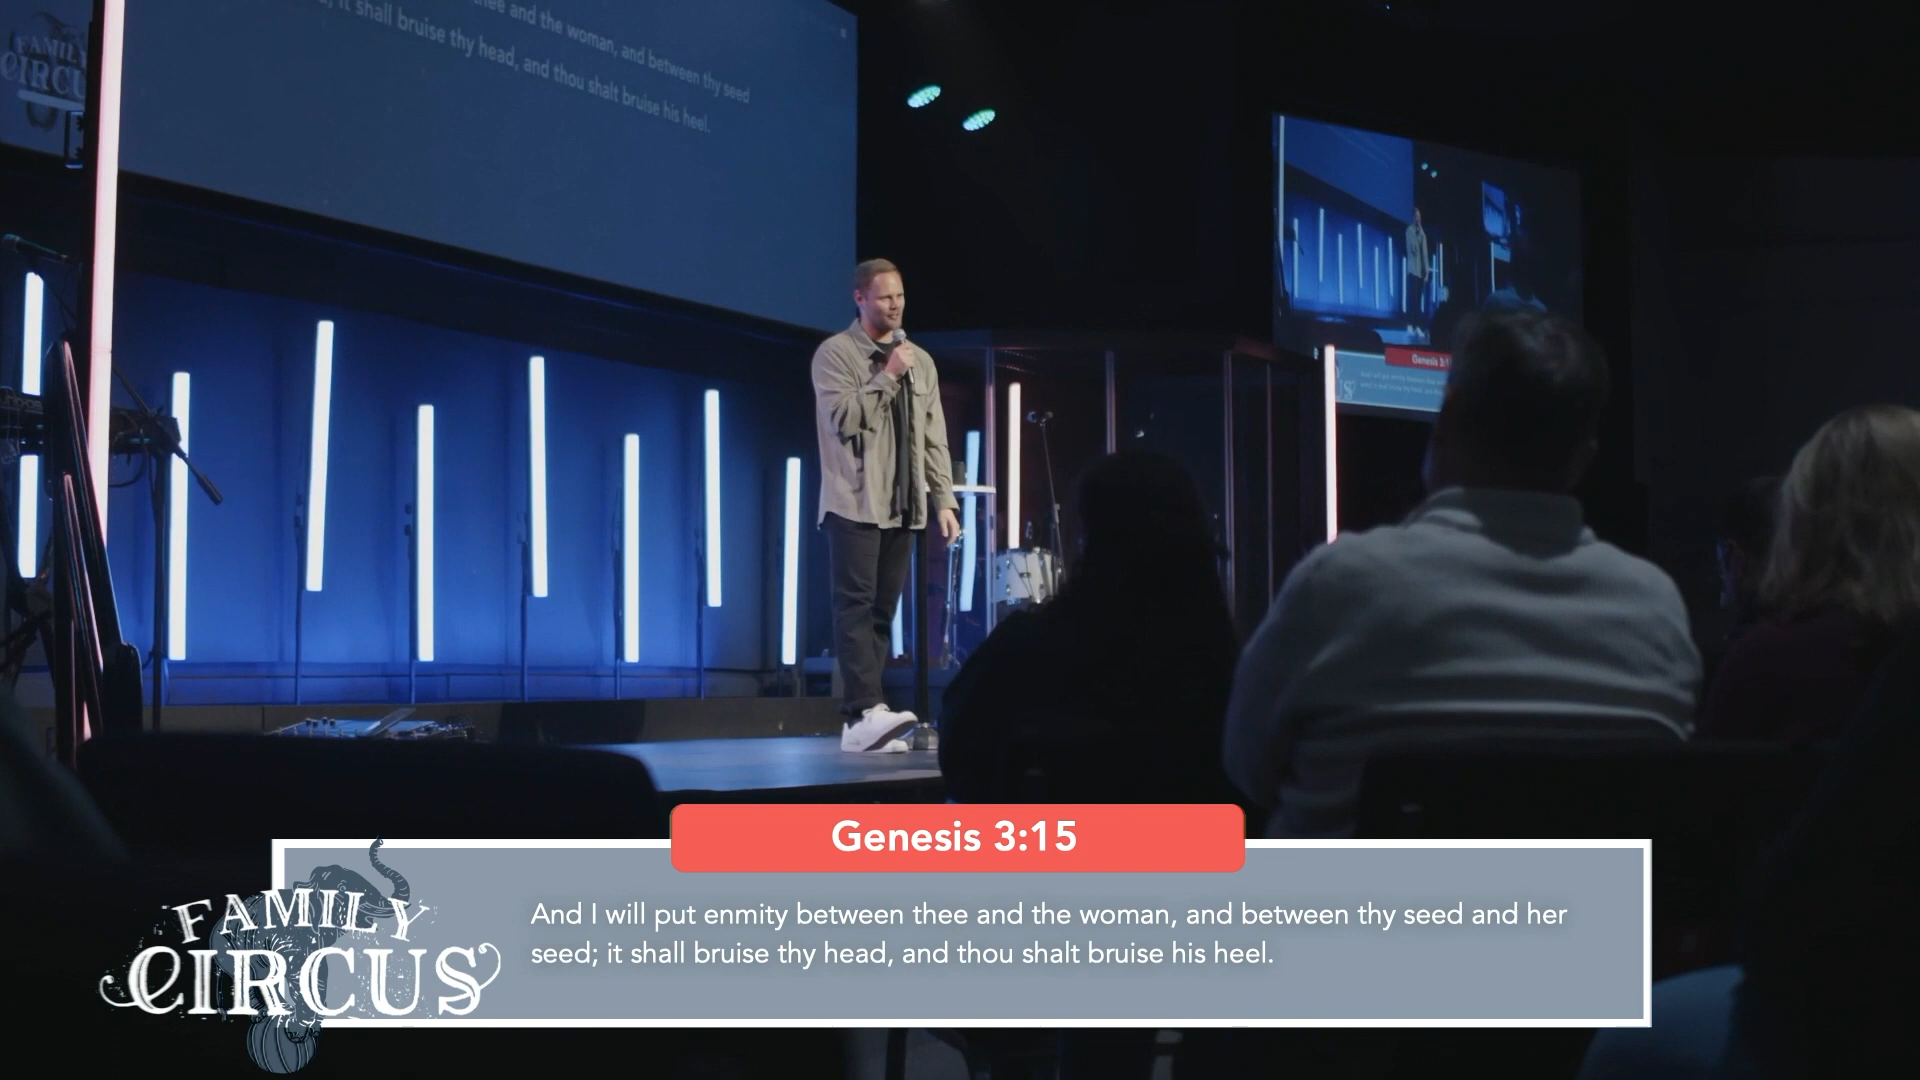 thee and the woman, and between thy seed
it shall bruise thy head, and thou shalt bruise his heel.
FAMILY
CIRCUS
Genesis 3:15
Genesis 3:15
And I will put enmity between thee and the woman, and between thy seed and her
seed; it shall bruise thy head, and thou shalt bruise his heel.
FAMILY
CIRCUS